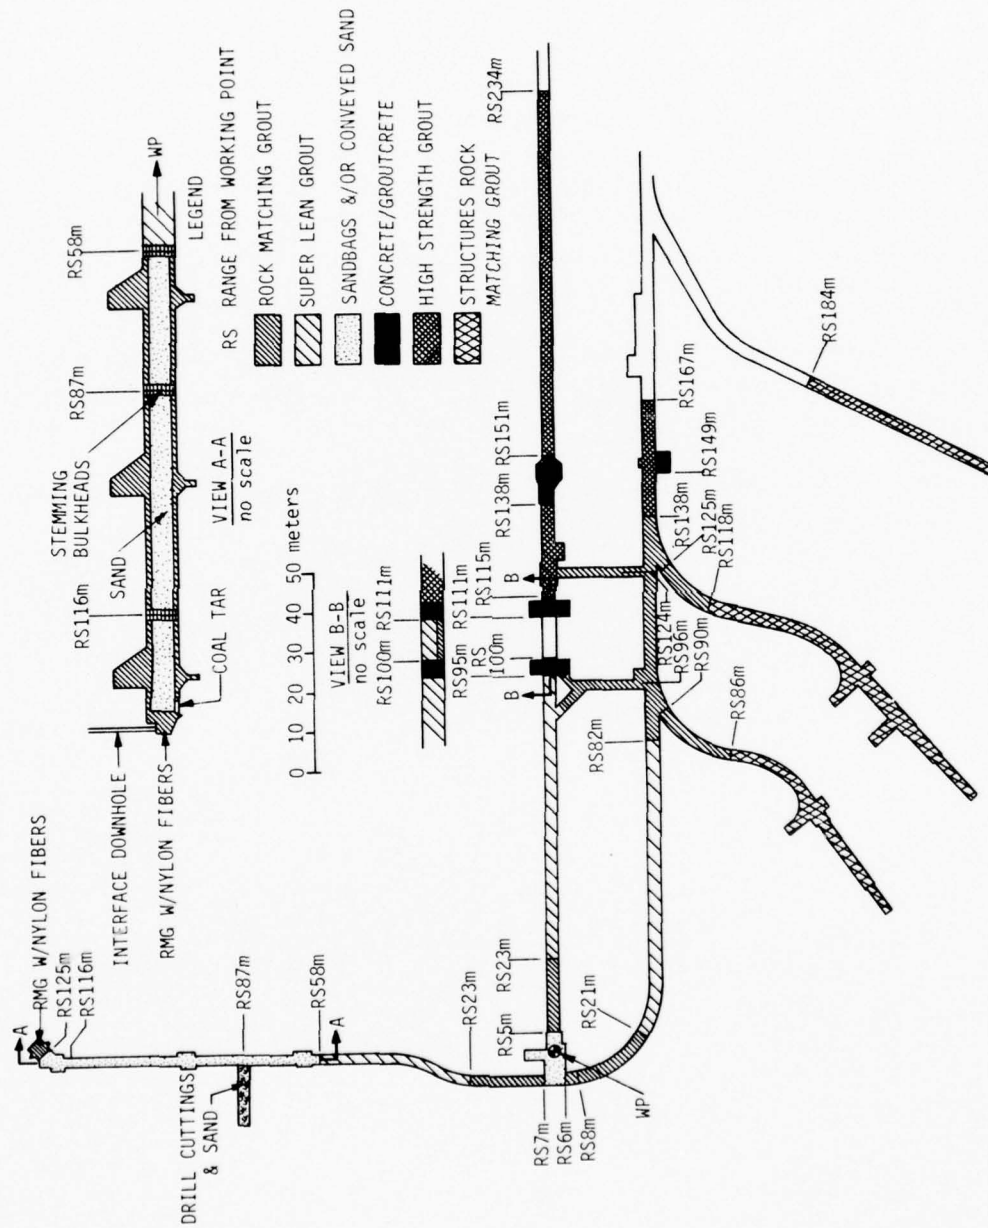 RS58m
WP
LEGEND
RS87m
STEMMING
BULKHEADS
SAND
RS116m
COAL TAR
VIEW A-A
no scale
INTERFACE DOWNHOLE
RMG W/NYLON FIBERS
RS RANGE FROM WORKING POINT
ROCK MATCHING GROUT
SUPER LEAN GROUT
SANDBAGS &/OR CONVEYED SAND
CONCRETE/GROUTCRETE
HIGH STRENGTH GROUT
STRUCTURES ROCK
MATCHING GROUT
0 10 20 30 40 50 meters
VIEW B-B
no scale
RS100m
RS111m
RMG W/NYLON FIBERS
A
RS125m
RS116m
RS87m
RS58m
A
DRILL CUTTINGS
& SAND
RS23m
RS7m
RS6m
RS8m
WP
RS5m
RS23m
RS21m
RS82m
B
RS95m
RS
100m
RS111m
RS115m
B
RS138m
RS151m
RS234m
RS86m
RS90m
RS96m
RS124m
RS118m
RS125m
RS138m
RS149m
RS167m
RS184m